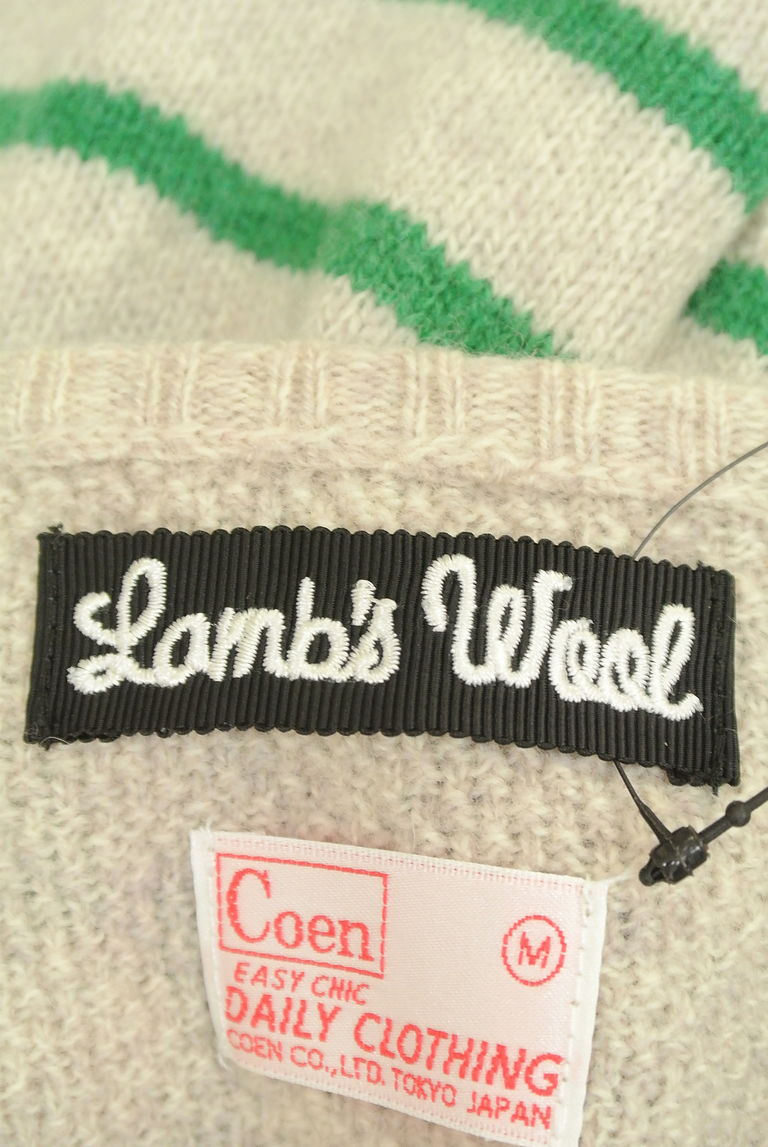 Lamb's Wool
Coen
M
EASY CHIC
DAILY CLOTHING
COEN CO.,LTD. TOKYO JAPAN